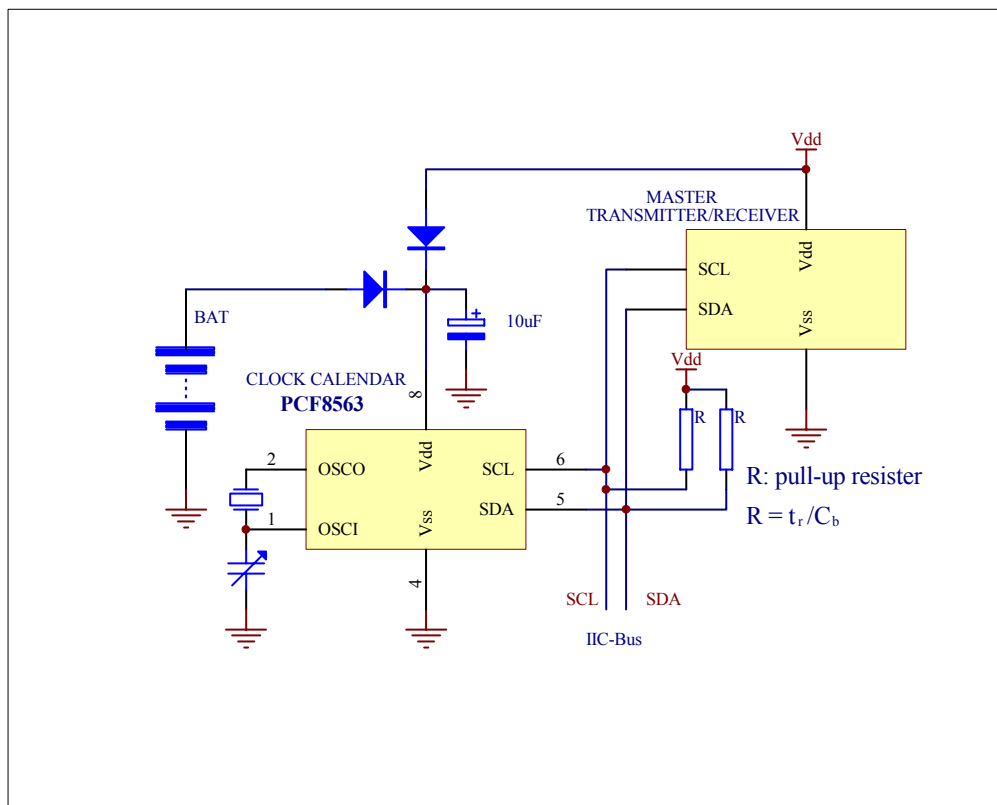 Vdd
MASTER
TRANSMITTER/RECEIVER
SCL
Vdd
SDA
Vss
BAT
+
10uF
Vdd
CLOCK CALENDAR
PCF8563
8
R
R
2
OSCO
Vdd
SCL
6
R: pull-up resister
1
OSCI
Vss
SDA
5
R = tr/Cb
4
SCL
SDA
IIC-Bus